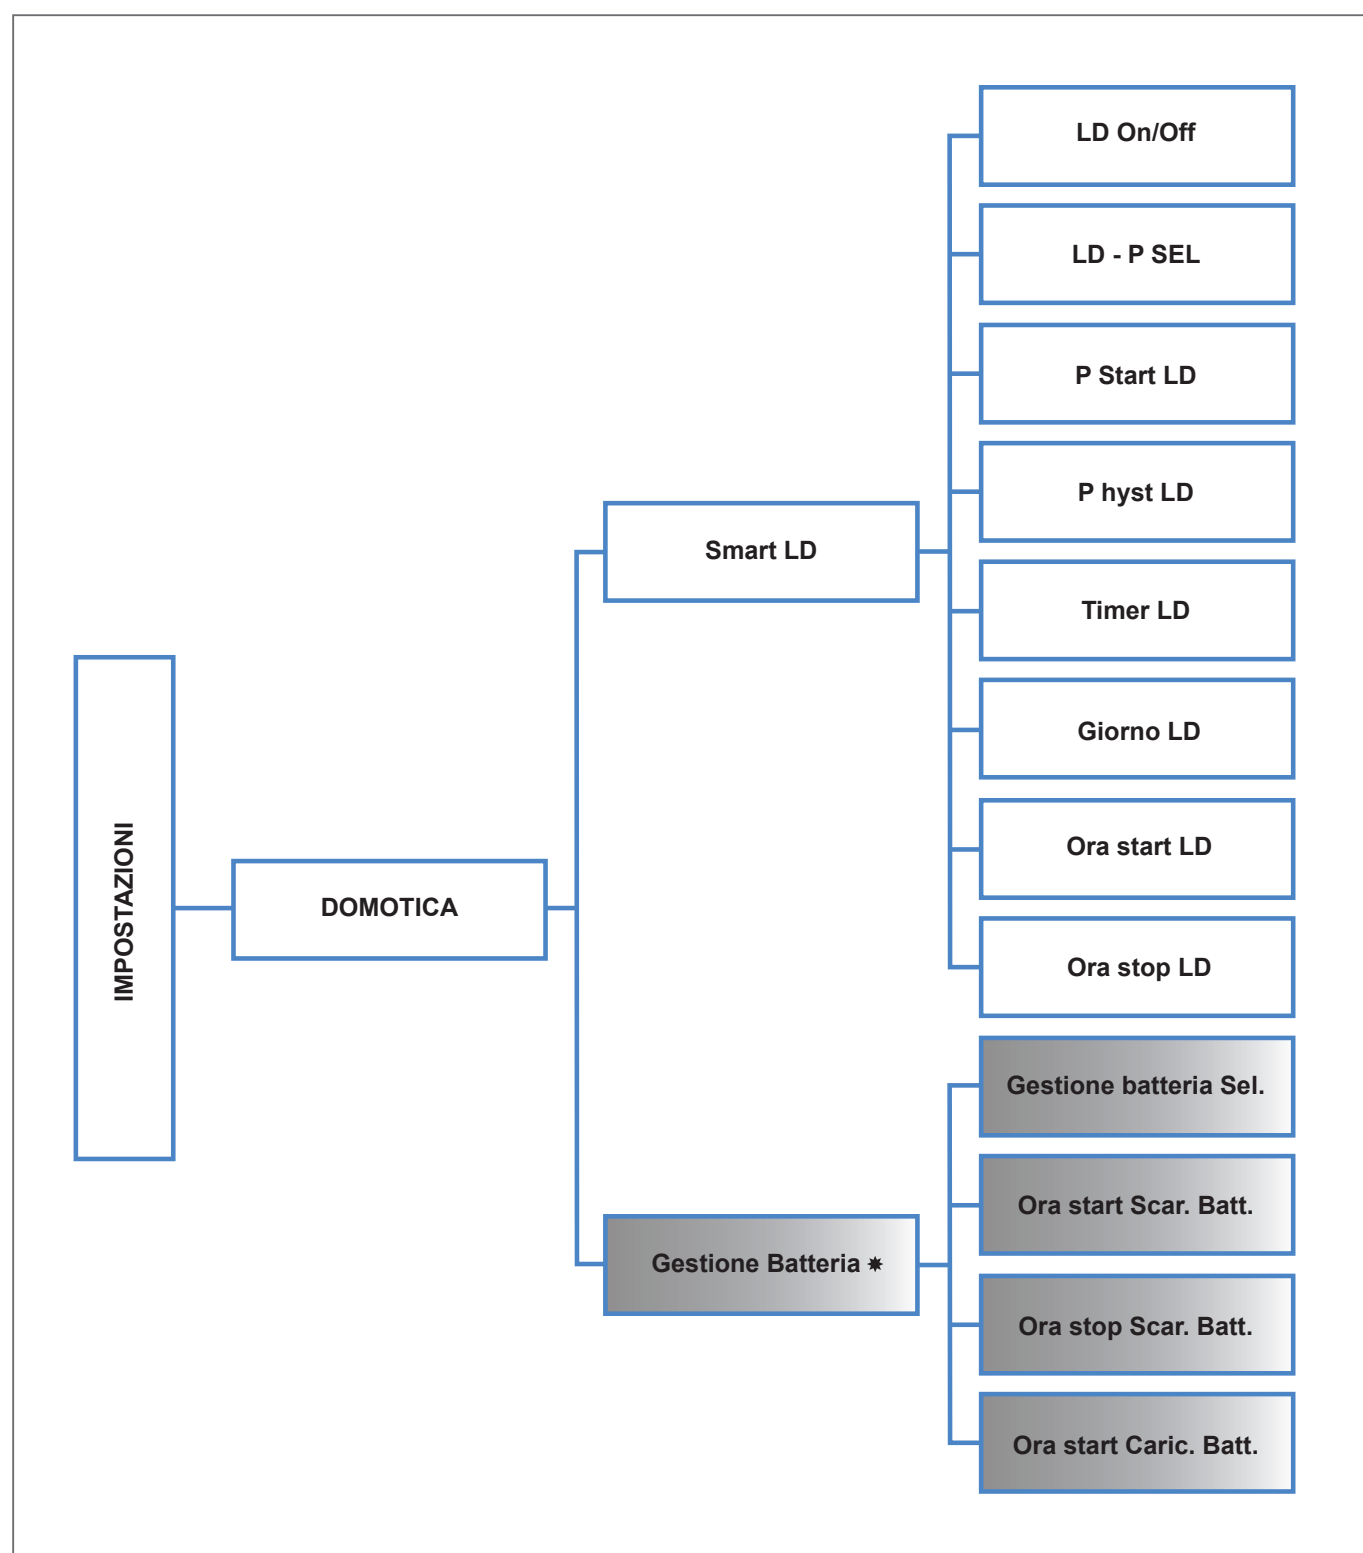 IMPOSTAZIONI
DOMOTICA
Smart LD
LD On/Off
LD - P SEL
P Start LD
P hyst LD
Timer LD
Giorno LD
Ora start LD
Ora stop LD
Gestione Batteria ✷
Gestione batteria Sel.
Ora start Scar. Batt.
Ora stop Scar. Batt.
Ora start Caric. Batt.